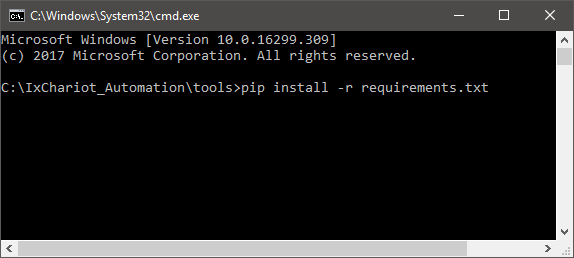 C:\Windows\System32\cmd.exe
Microsoft Windows [Version 10.0.16299.309]
(c) 2017 Microsoft Corporation. All rights reserved.
C:\IxChariot_Automation\tools>pip install -r requirements.txt